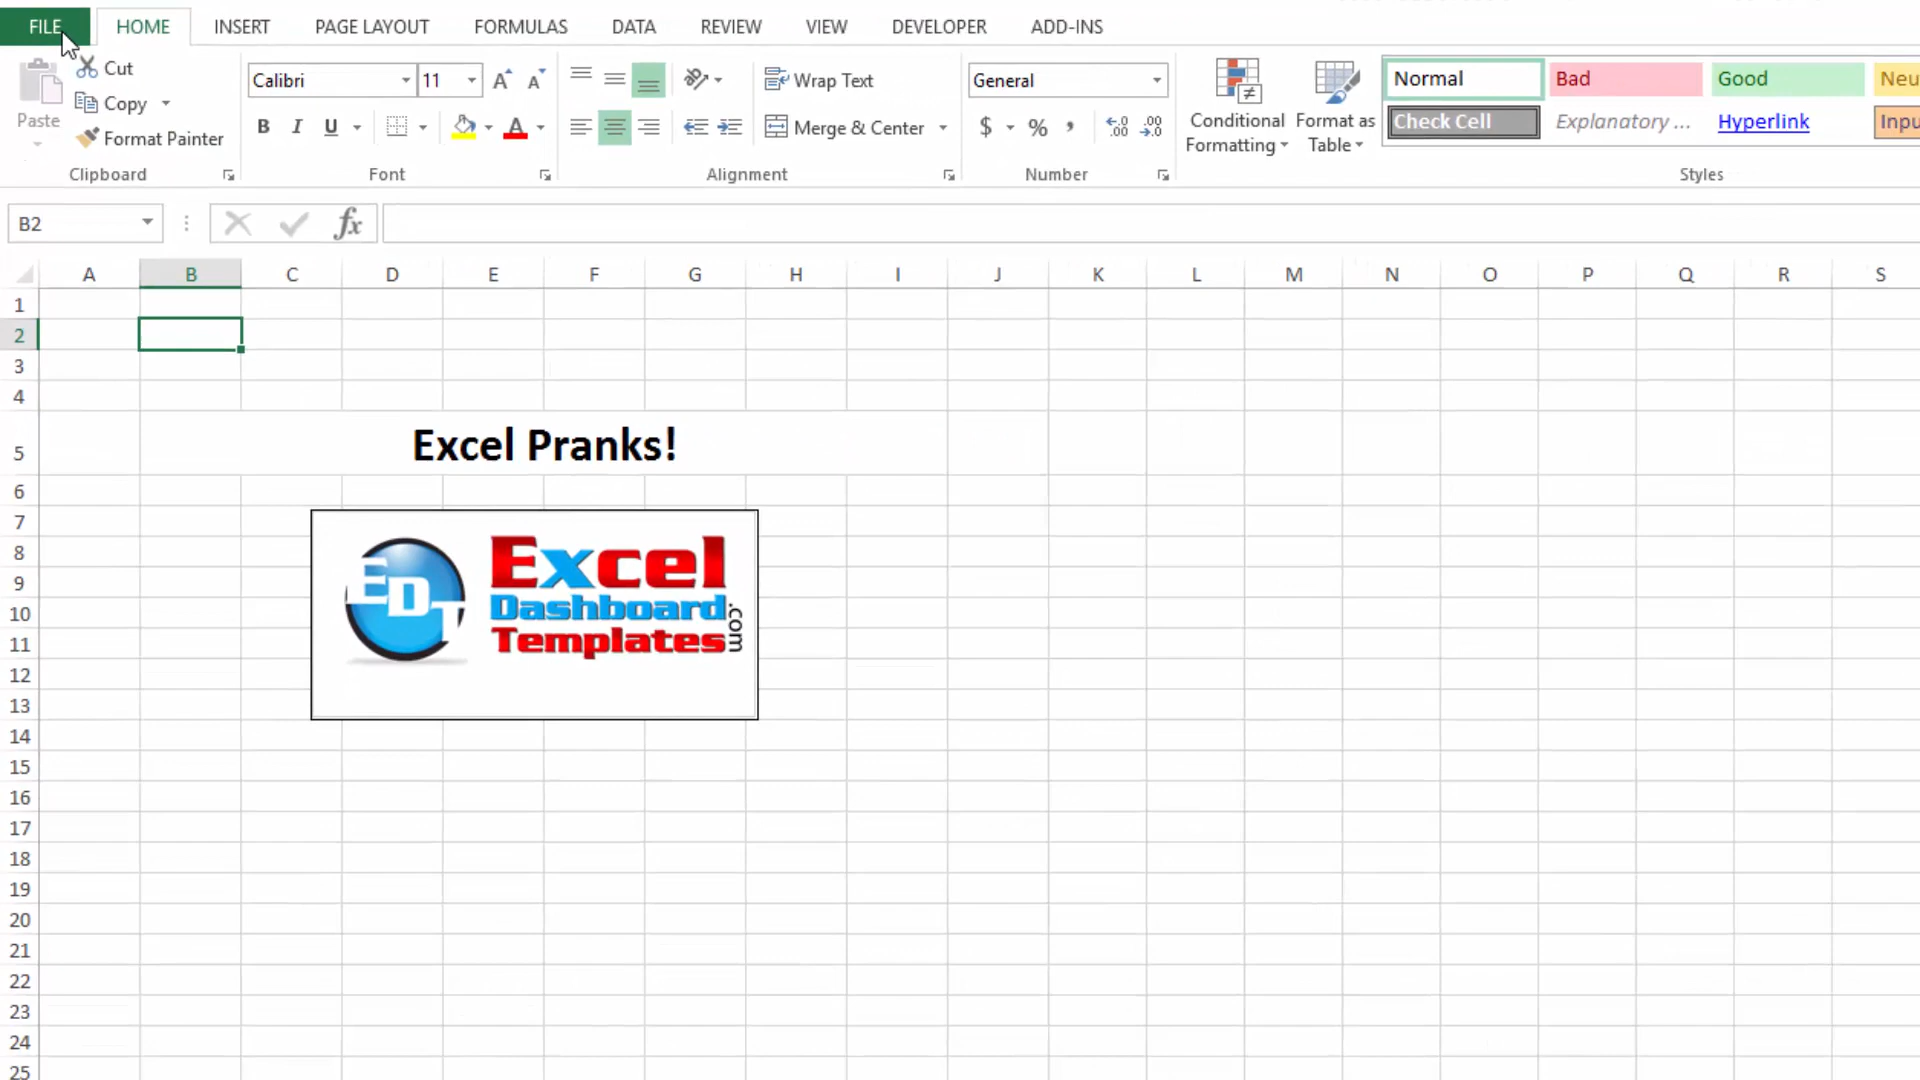 FILE HOME INSERT PAGE LAYOUT FORMULAS DATA REVIEW VIEW DEVELOPER ADD-INS
Paste
Cut
Copy
Format Painter
Clipboard
Calibri 11
B I U
Font
Wrap Text
Merge & Center
Alignment
General
$ %
Number
Conditional
Formatting
Format as
Table
Normal Bad Good Neu
Check Cell Explanatory ... Hyperlink Inpu
Styles
B2
fx
A B C D E F G H I J K L M N O P Q R S
1
2
3
4
5 Excel Pranks!
6
7
8
9
10
11
12
13
14
15
16
17
18
19
20
21
22
23
24
25
EDT
Excel
Dashboard
Templates
.com